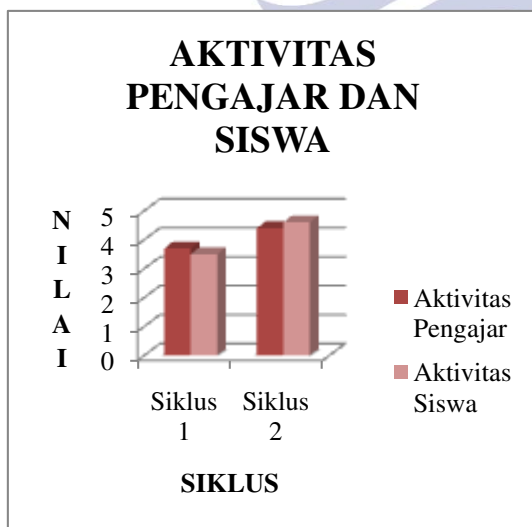 AKTIVITAS
PENGAJAR DAN
SISWA
N
I
L
A
I
5
4
3
2
1
0
Siklus
1
Siklus
2
SIKLUS
Aktivitas
Pengajar
Aktivitas
Siswa